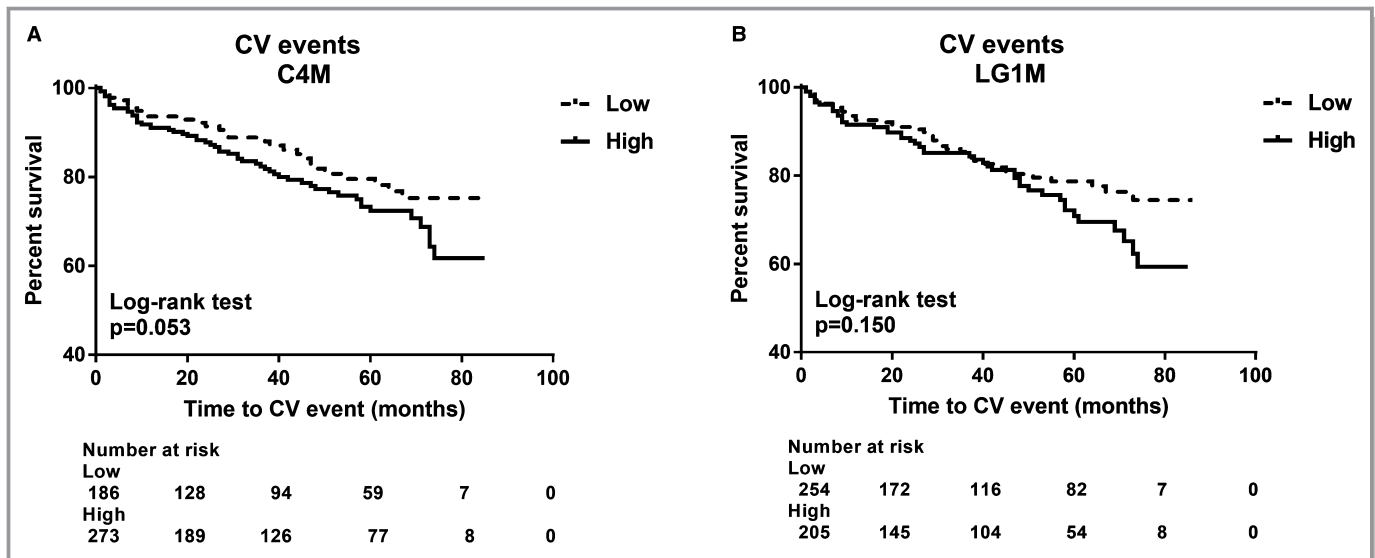 A
CV events
C4M
100
80
60
40
Percent survival
Low
High
Log-rank test
p=0.053
0 20 40 60 80 100
Time to CV event (months)
Number at risk
Low
186 128 94 59 7 0
High
273 189 126 77 8 0
B
CV events
LG1M
100
80
60
40
Percent survival
Low
High
Log-rank test
p=0.150
0 20 40 60 80 100
Time to CV event (months)
Number at risk
Low
254 172 116 82 7 0
High
205 145 104 54 8 0